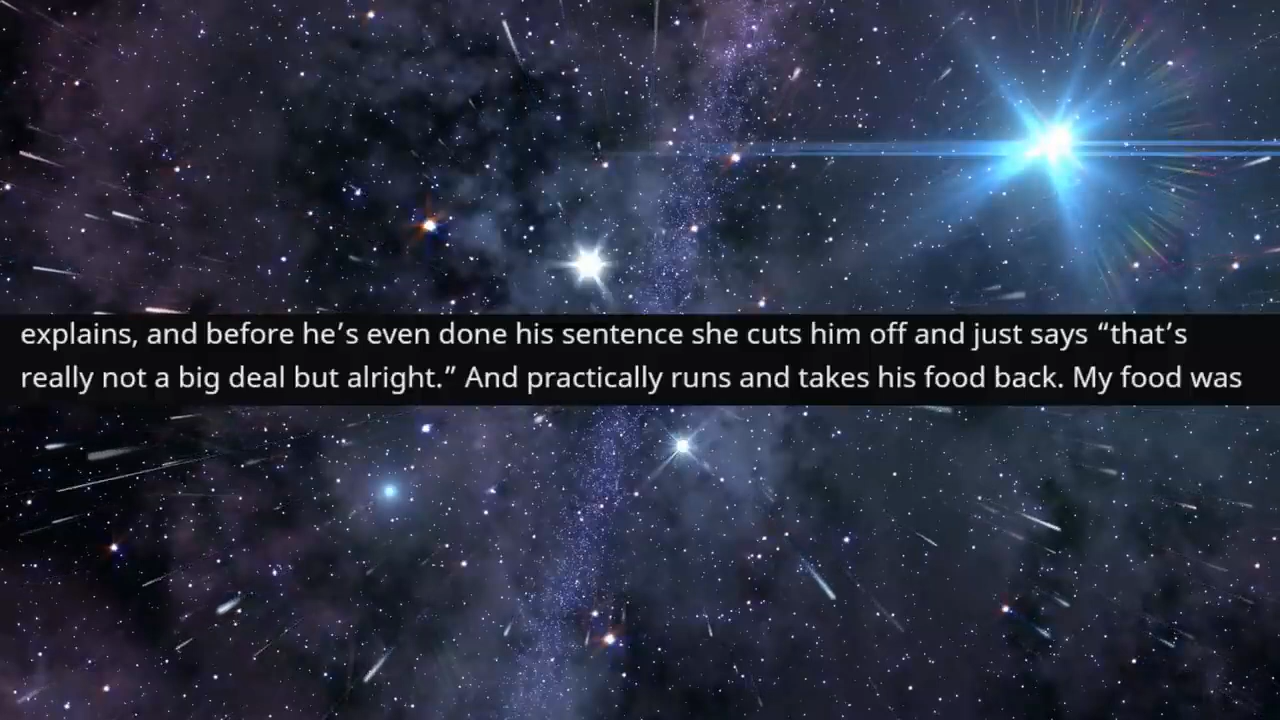 explains, and before he’s even done his sentence she cuts him off and just says “that’s
really not a big deal but alright.” And practically runs and takes his food back. My food was